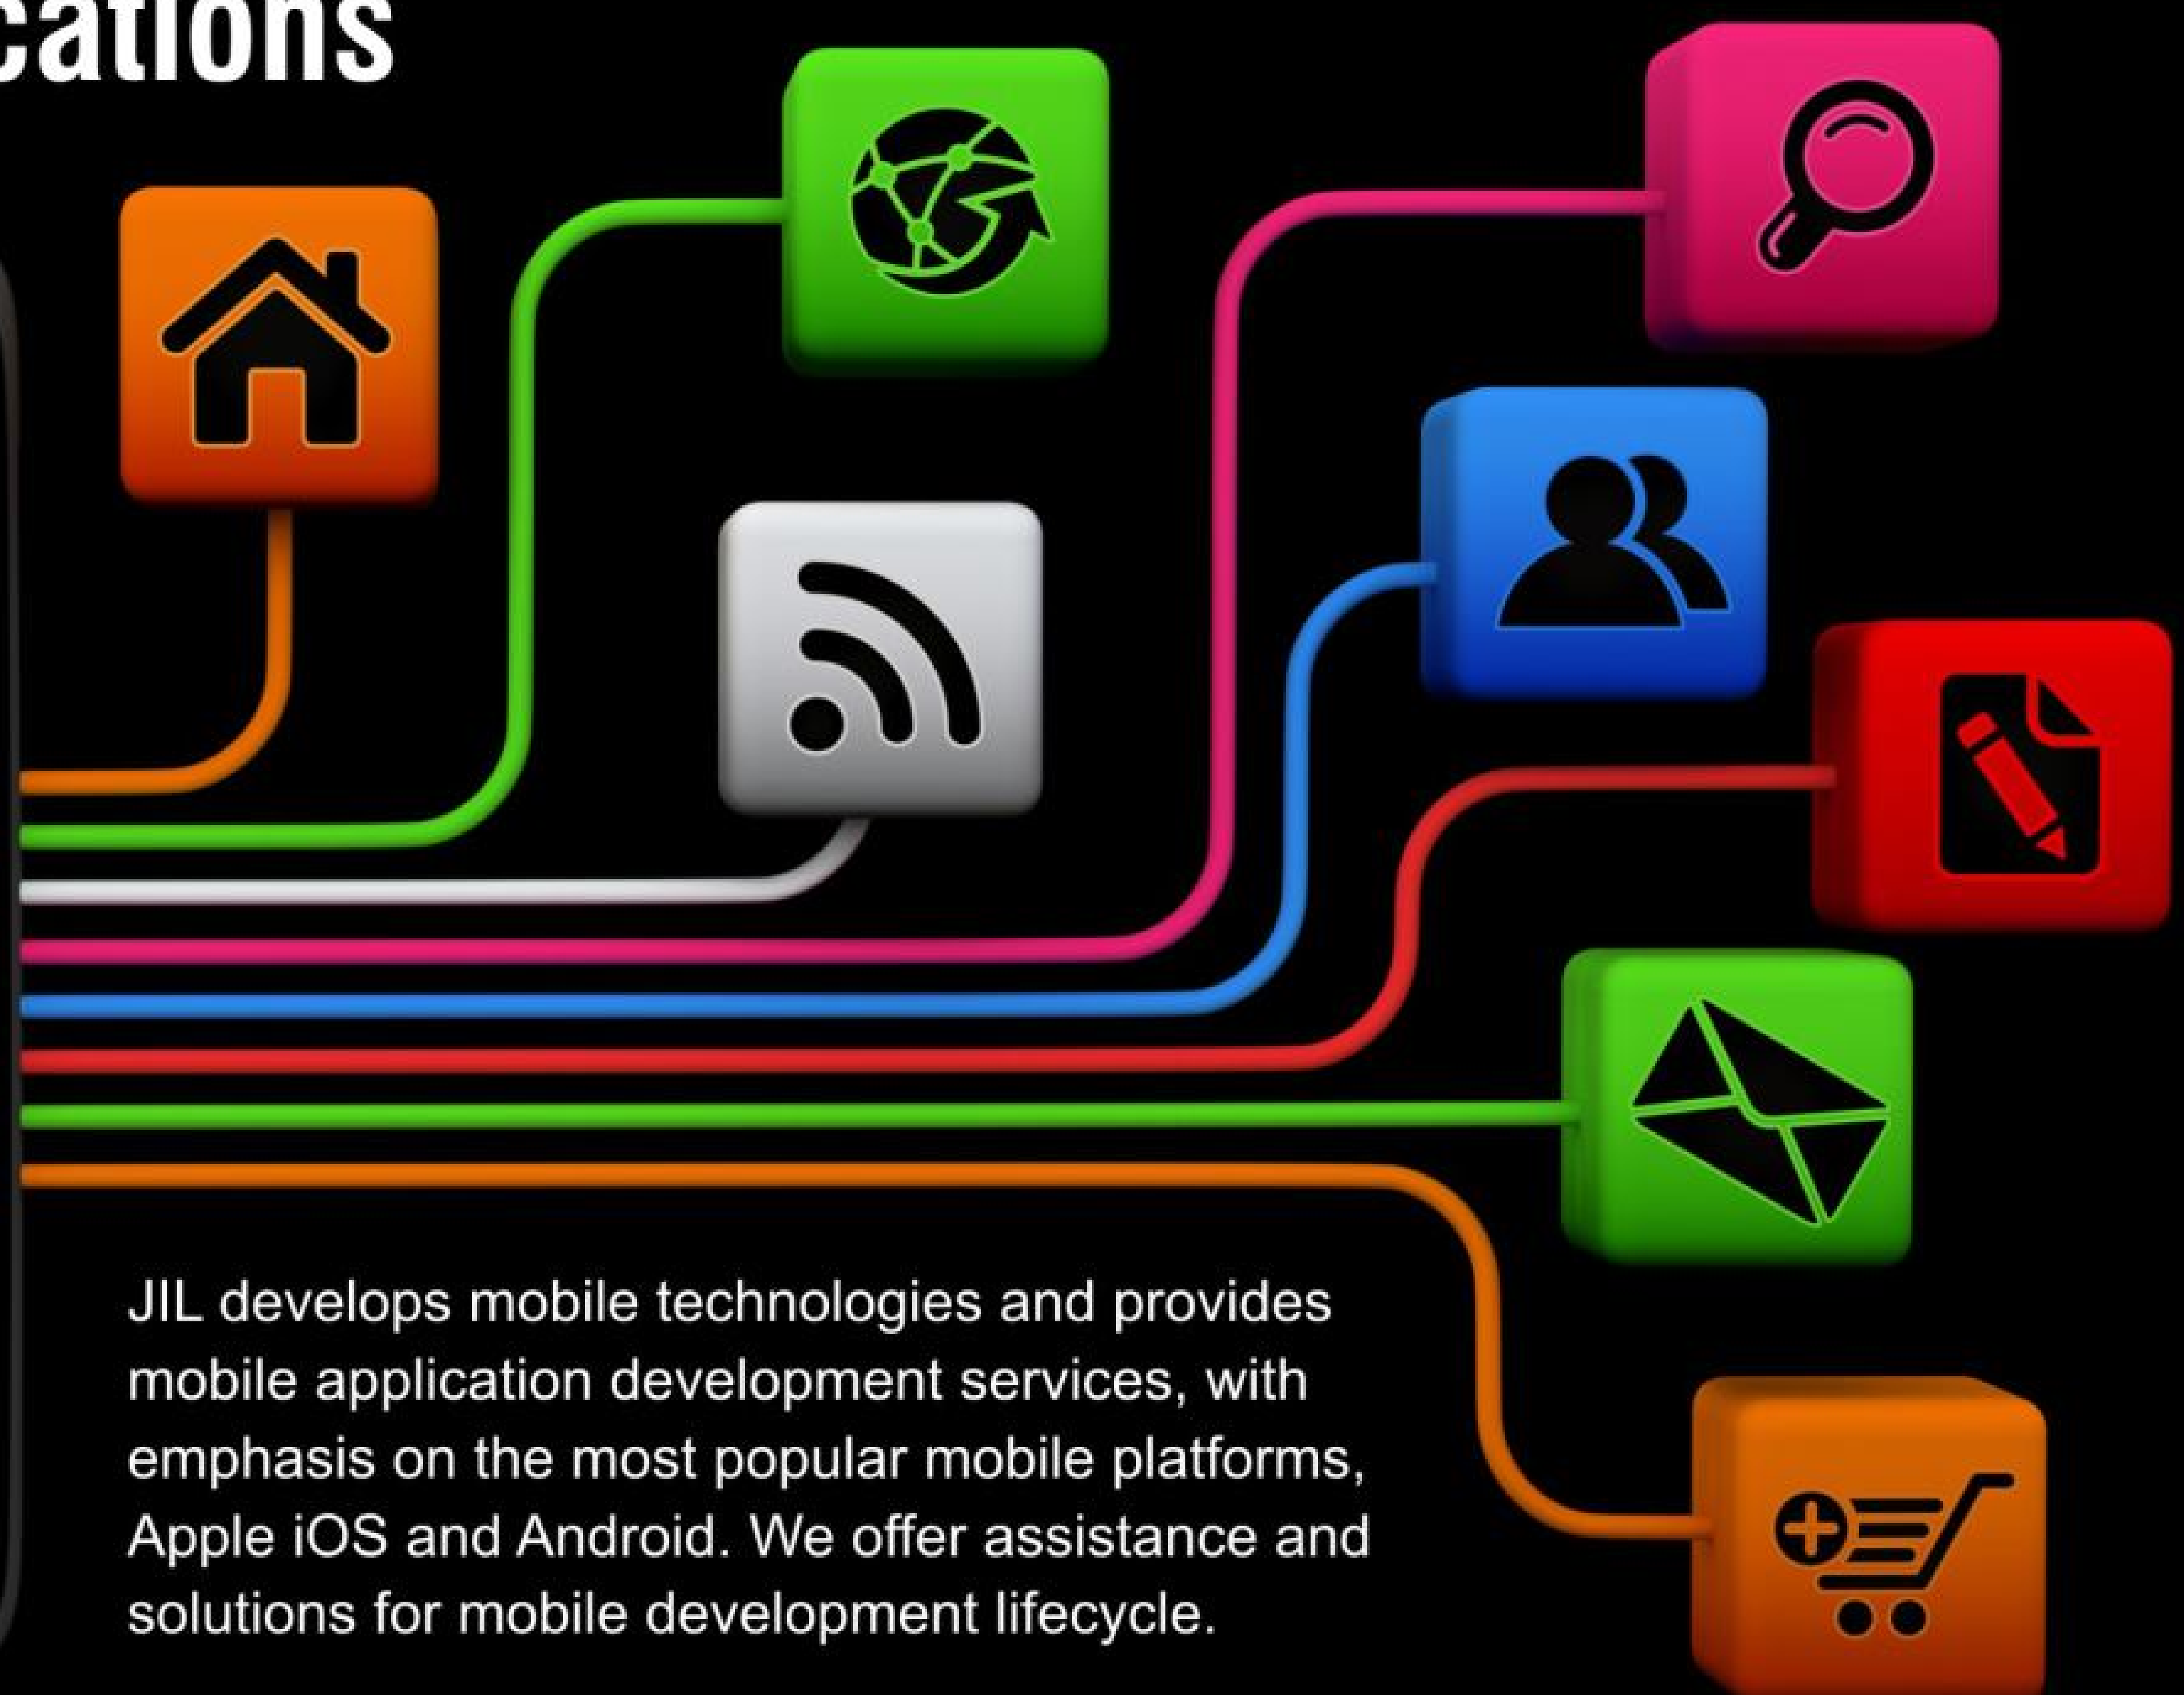 cations
JIL develops mobile technologies and provides
mobile application development services, with
emphasis on the most popular mobile platforms,
Apple iOS and Android. We offer assistance and
solutions for mobile development lifecycle.